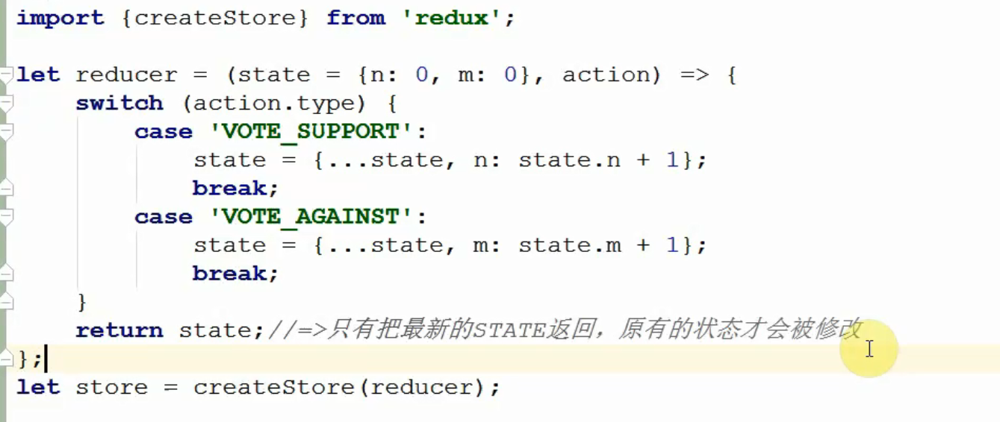 import {createStore} from 'redux';
let reducer = (state = {n: 0, m: 0}, action) => {
switch (action.type) {
case 'VOTE_SUPPORT':
state = {...state, n: state.n + 1};
break;
case 'VOTE_AGAINST':
state = {...state, m: state.m + 1};
break;
}
return state;//=>只有把最新的STATE返回，原有的状态才会被修改
};
let store = createStore(reducer);